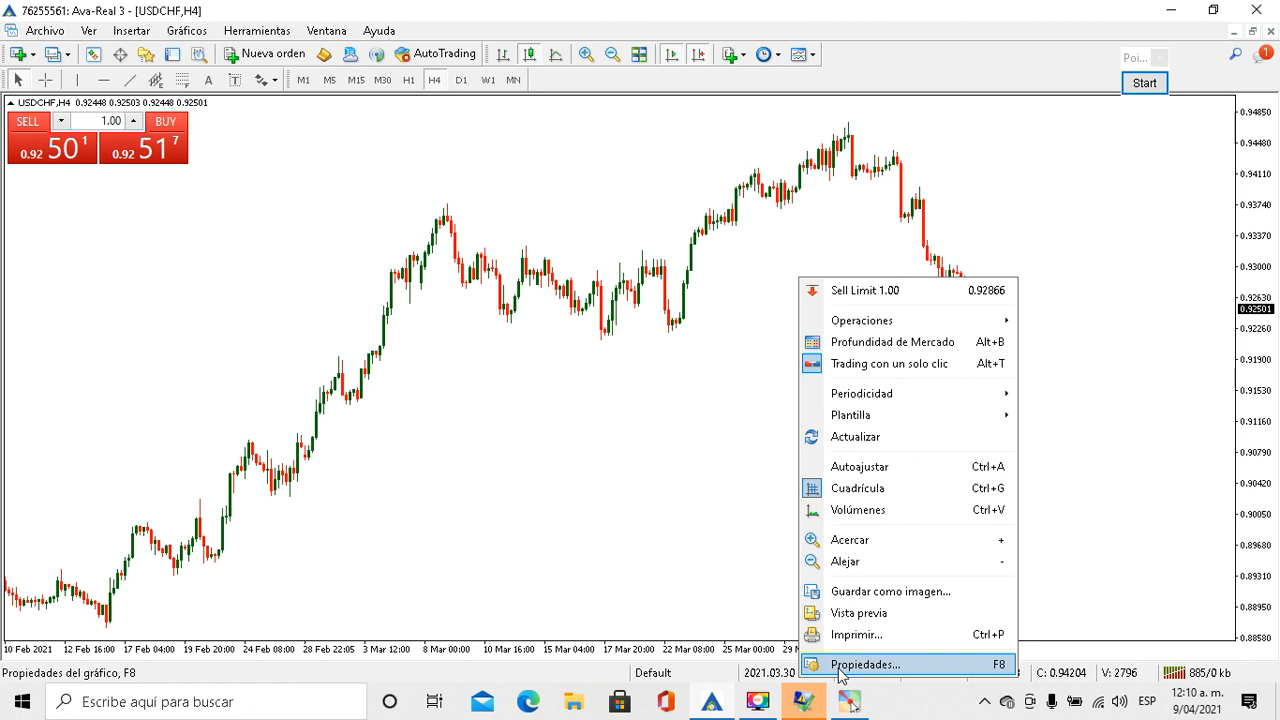 76255561: Ava-Real 3 - [USDCHF,H4]
Archivo Ver Insertar Gráficos Herramientas Ventana Ayuda
Nueva orden AutoTrading
M1 M5 M15 M30 H1 H4 D1 W1 MN
Poi...
Start
1
USDCHF,H4 0.92448 0.92503 0.92448 0.92501
SELL 1.00 BUY
0.92 50 1 0.92 51 7
0.94850
0.94480
0.94110
0.93740
0.93370
0.93000
0.92630
0.92501
0.92260
0.91900
0.91530
0.91160
0.90790
0.90420
0.90050
0.89680
0.89310
0.88950
0.88580
Sell Limit 1.00 0.92866
Operaciones
Profundidad de Mercado Alt+B
Trading con un solo clic Alt+T
Periodicidad
Plantilla
Actualizar
Autoajustar Ctrl+A
Cuadrícula Ctrl+G
Volúmenes Ctrl+V
Acercar +
Alejar -
Guardar como imagen...
Vista previa
Imprimir... Ctrl+P
Propiedades... F8
10 Feb 2021 17 Feb 04:00 19 Feb 20:00 24 Feb 08:00 28 Feb 22:05 3 Mar 12:00 8 Mar 00:00 10 Mar 16:00 15 Mar 04:00 17 Mar 20:00 22 Mar 08:00 25 Mar 00:00
Propiedades del gráfico, F8 Default 2021.03.30 C: 0.94204 V: 2796 885/0 kb
Escribe aquí para buscar
ESP
12:10 a. m.
9/04/2021